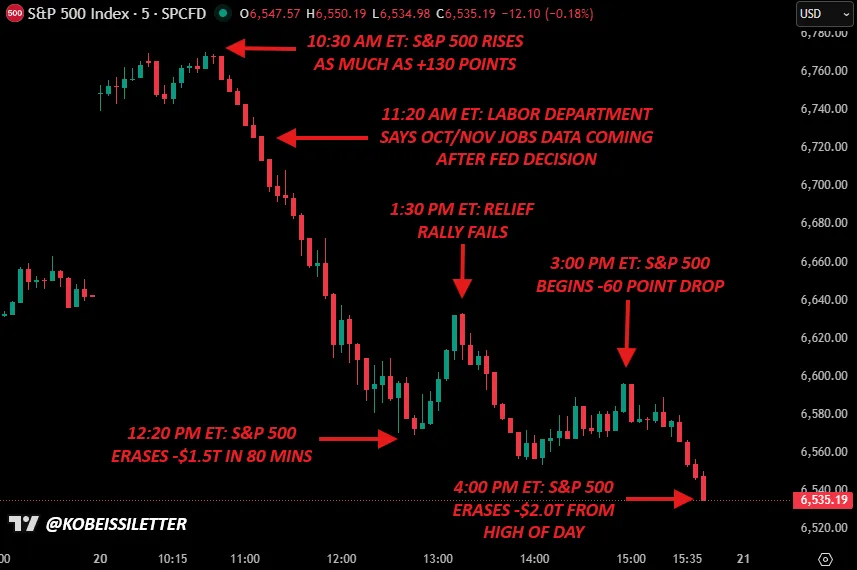 500 S&P 500 Index · 5 · SPCFD O6,547.57 H6,550.19 L6,534.98 C6,535.19 −12.10 (−0.18%)
USD
6,780.00
10:30 AM ET: S&P 500 RISES
AS MUCH AS +130 POINTS
6,760.00
6,740.00
11:20 AM ET: LABOR DEPARTMENT
SAYS OCT/NOV JOBS DATA COMING
AFTER FED DECISION
6,720.00
6,700.00
1:30 PM ET: RELIEF
RALLY FAILS
6,680.00
6,660.00
3:00 PM ET: S&P 500
BEGINS -60 POINT DROP
6,640.00
6,620.00
6,600.00
6,580.00
12:20 PM ET: S&P 500
ERASES -$1.5T IN 80 MINS
6,560.00
6,540.00
4:00 PM ET: S&P 500
ERASES -$2.0T FROM
HIGH OF DAY
6,535.19
6,520.00
@KOBEISSILETTER
:00 20 10:15 11:00 12:00 13:00 14:00 15:00 15:35 21